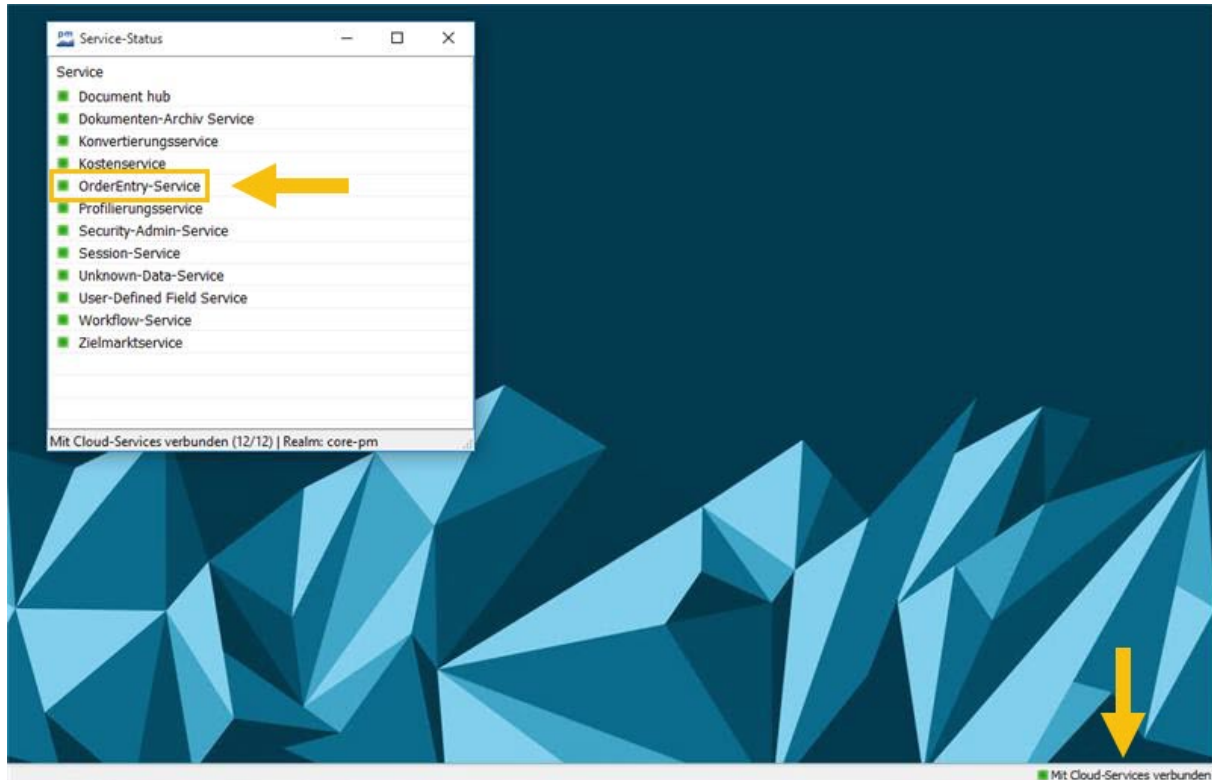 pm Service-Status
Service
Document hub
Dokumenten-Archiv Service
Konvertierungsservice
Kostenservice
OrderEntry-Service
Profilierungsservice
Security-Admin-Service
Session-Service
Unknown-Data-Service
User-Defined Field Service
Workflow-Service
Zielmarktservice
Mit Cloud-Services verbunden (12/12) | Realm: core-pm
Mit Cloud-Services verbunden